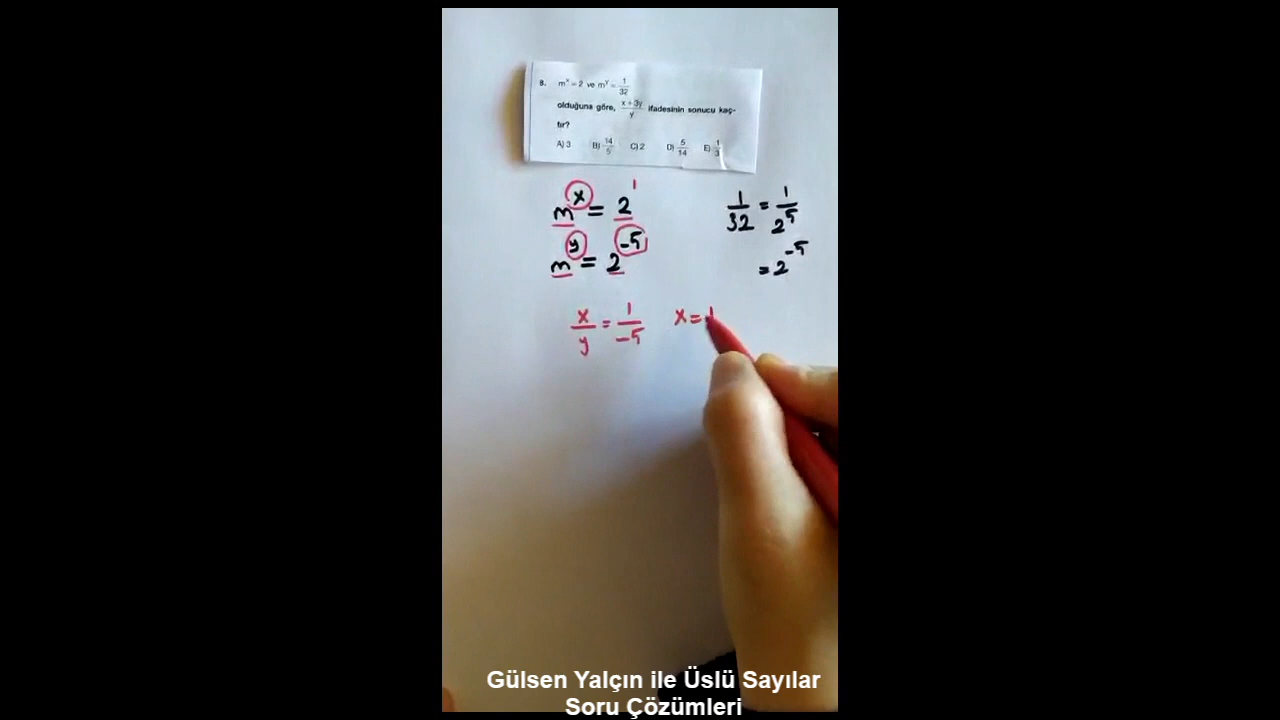 8. mˣ = 2 ve mʸ = 1/32
olduğuna göre, x + 3y/y ifadesinin sonucu kaç-
tır?
A) 3 B) 14/5 C) 2 D) 5/14 E) 1/3
mˣ = 2¹
1/32 = 1/2⁵
mʸ = 2⁻⁵
= 2⁻⁵
x/y = 1/-5 x = 1
Gülsen Yalçın ile Üslü Sayılar
Soru Çözümleri